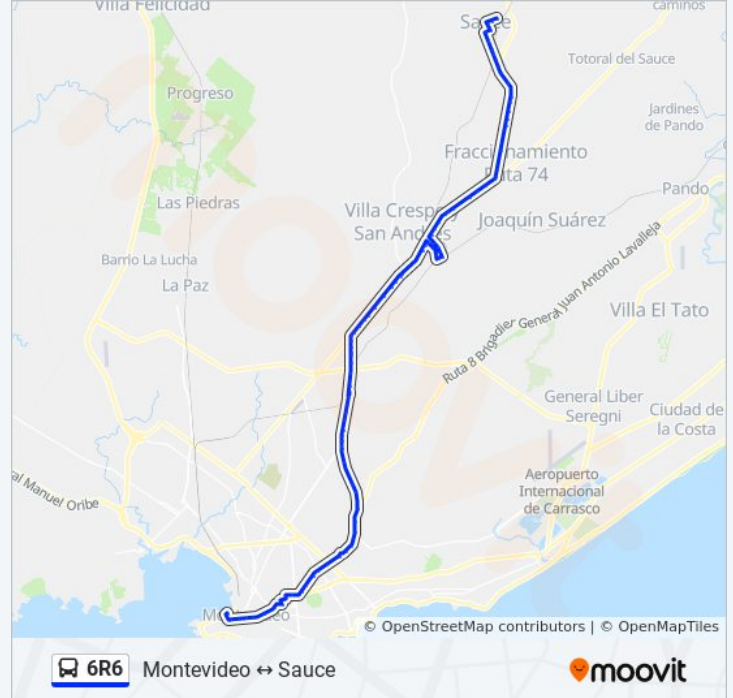 Villa Felicidad
caminos
Sauce
Totoral del Sauce
Progreso
Jardines
de Pando
Fraccionamiento
Ruta 74
Las Piedras
Pando
Villa Crespo y
San Andrés
Joaquín Suárez
Barrio La Lucha
La Paz
Ruta 8 Brigadier General Juan Antonio Lavalleja
Villa El Tato
General Liber
Seregni
Ciudad de
la Costa
Aeropuerto
Internacional
de Carrasco
al Manuel Oribe
Montevideo
© OpenStreetMap contributors | © OpenMapTiles
6R6 Montevideo ↔ Sauce
moovit